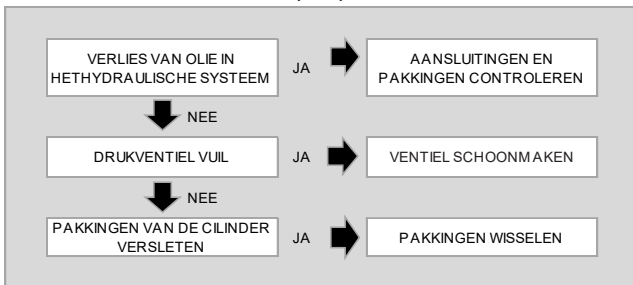 VERLIES VAN OLIE IN
HETHYDRAULISCHE SYSTEEM
JA
AANSLUITINGEN EN
PAKKINGEN CONTROLEREN
NEE
DRUKVENTIEL VUIL
JA
VENTIEL SCHOONMAKEN
NEE
PAKKINGEN VAN DE CILINDER
VERSLETEN
JA
PAKKINGEN WISSELEN